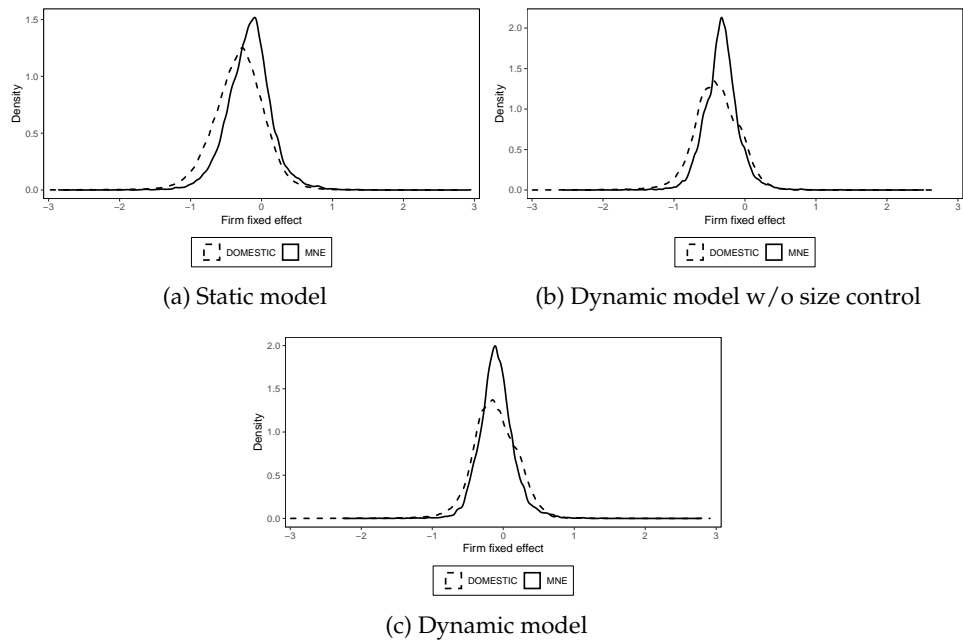 1.5
1.0
0.5
0.0
Density
−3 −2 −1 0 1 2 3
Firm fixed effect
DOMESTIC MNE
(a) Static model
2.0
1.5
1.0
0.5
0.0
Density
−3 −2 −1 0 1 2 3
Firm fixed effect
DOMESTIC MNE
(b) Dynamic model w/o size control
2.0
1.5
1.0
0.5
0.0
Density
−3 −2 −1 0 1 2 3
Firm fixed effect
DOMESTIC MNE
(c) Dynamic model